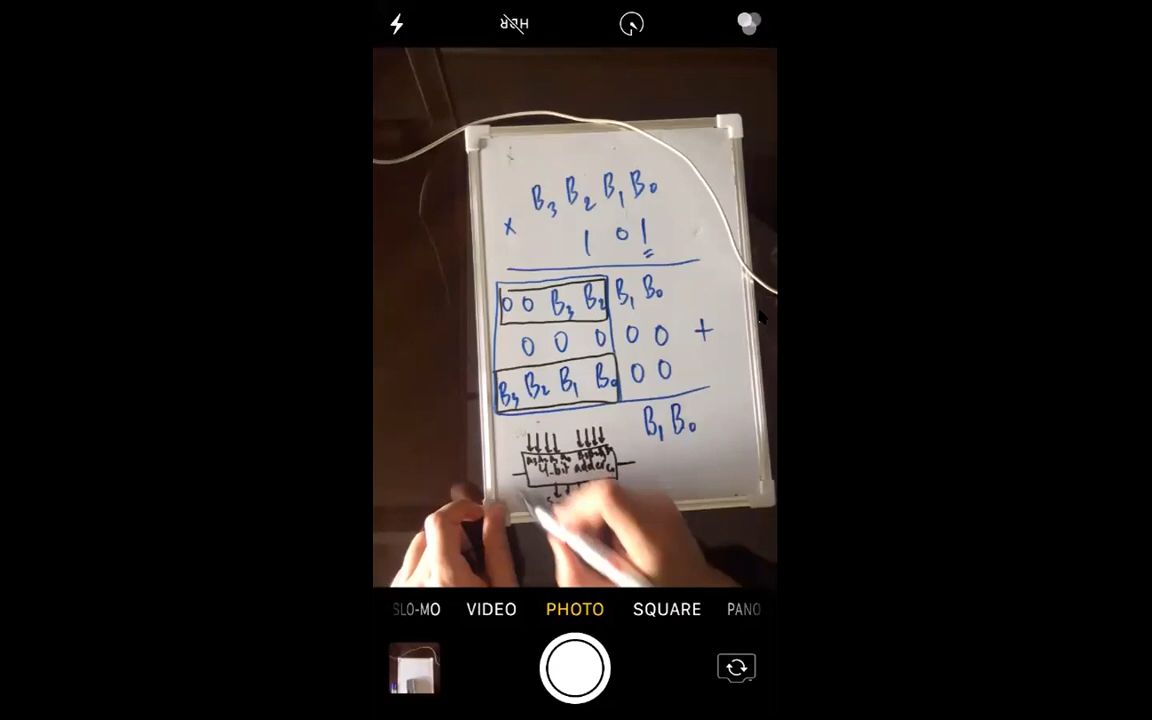 HDR
B3 B2 B1 B0
x 1 0 1
0 0 B3 B2 B1 B0
0 0 0 0 0 +
B3 B2 B1 B0 0 0
B1 B0
4-bit adder
SLO-MO VIDEO PHOTO SQUARE PANO